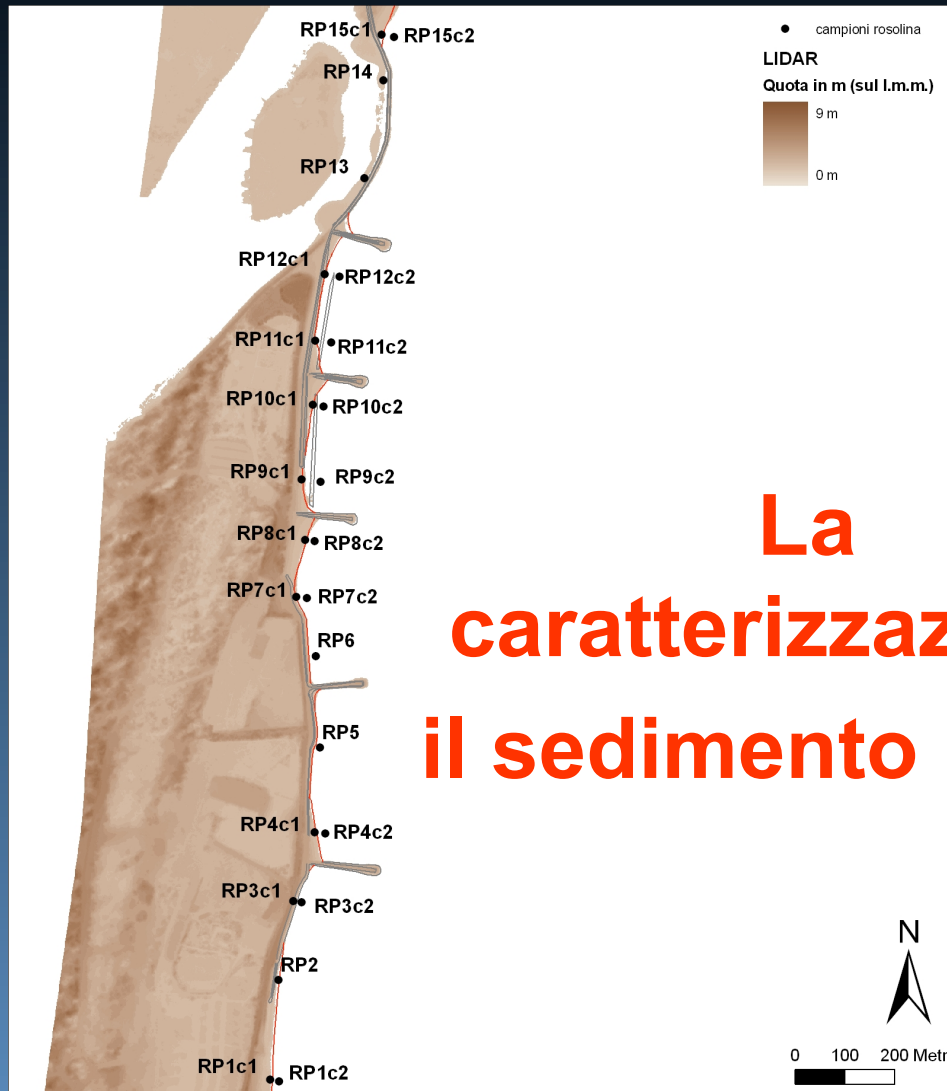 RP15c1 RP15c2
campioni rosolina
LIDAR
RP14
Quota in m (sul l.m.m.)
9 m
RP13
0 m
RP12c1
RP12c2
RP11c1
RP11c2
RP10c1
RP10c2
RP9c1
RP9c2
La
RP8c1
RP8c2
RP7c1
RP7c2
caratterizzaz
RP6
RP5
il sedimento
RP4c1
RP4c2
RP3c1
RP3c2
N
RP2
0 100 200 Metr
RP1c1
RP1c2